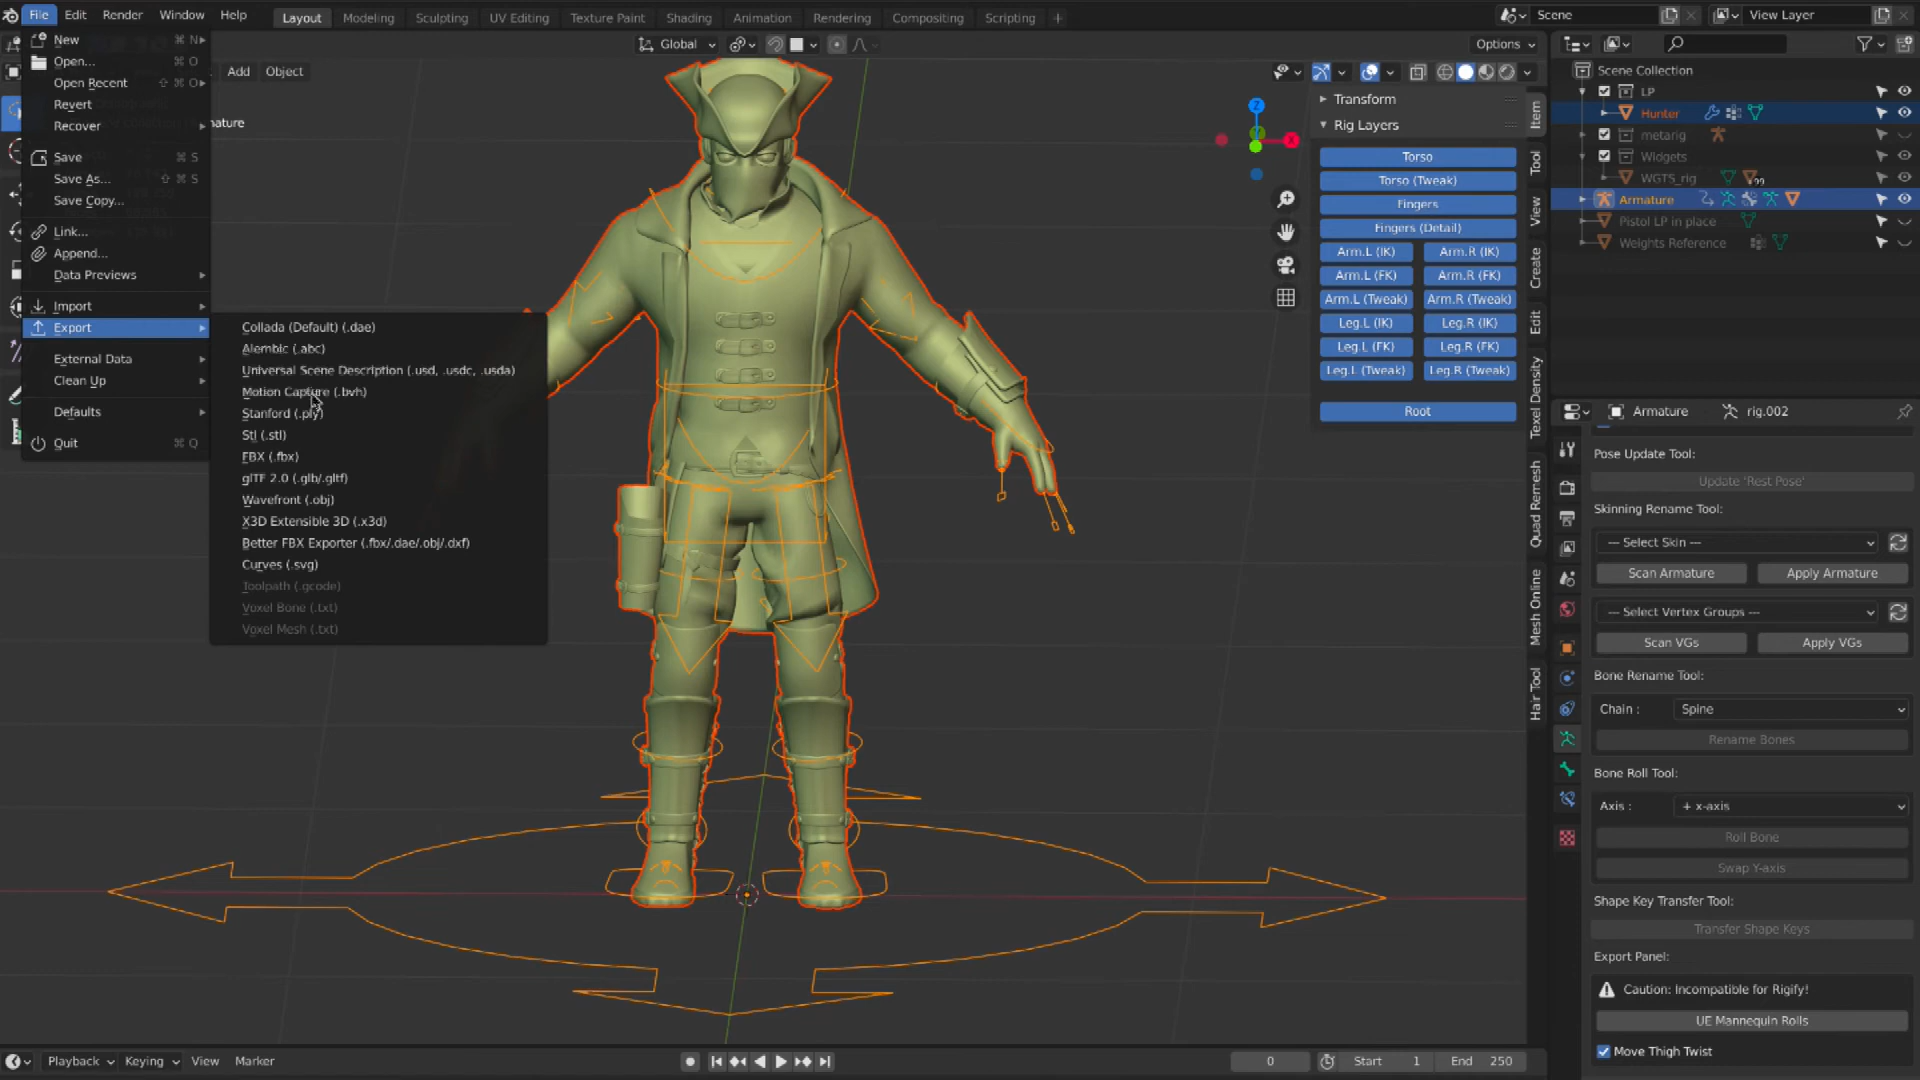 File Edit Render Window Help Layout Modeling Sculpting UV Editing Texture Paint Shading Animation Rendering Compositing Scripting + Scene View Layer
New ⌘ N
Open... ⌘ O
Open Recent ⇧ ⌘ O
Revert
Recover
Save ⌘ S
Save As... ⇧ ⌘ S
Save Copy...
Link...
Append...
Data Previews
Import
Export
External Data
Clean Up
Defaults
Quit ⌘ Q
Collada (Default) (.dae)
Alembic (.abc)
Universal Scene Description (.usd, .usdc, .usda)
Motion Capture (.bvh)
Stanford (.ply)
Stl (.stl)
FBX (.fbx)
glTF 2.0 (.glb/.gltf)
Wavefront (.obj)
X3D Extensible 3D (.x3d)
Better FBX Exporter (.fbx/.dae/.obj/.dxf)
Curves (.svg)
Toolpath (.gcode)
Voxel Bone (.txt)
Voxel Mesh (.txt)
Global
Options
Add Object
Z
X
Transform
Rig Layers
Torso
Torso (Tweak)
Fingers
Fingers (Detail)
Arm.L (IK) Arm.R (IK)
Arm.L (FK) Arm.R (FK)
Arm.L (Tweak) Arm.R (Tweak)
Leg.L (IK) Leg.R (IK)
Leg.L (FK) Leg.R (FK)
Leg.L (Tweak) Leg.R (Tweak)
Root
Item
Tool
View
Create
Edit
Texel Density
Quad Remesh
Mesh Online
Hair Tool
Scene Collection
LP
Hunter
metarig
Widgets
WGTS_rig
Armature
Pistol LP in place
Weights Reference
Armature rig.002
Pose Update Tool:
Update 'Rest Pose'
Skinning Rename Tool:
--- Select Skin ---
Scan Armature Apply Armature
--- Select Vertex Groups ---
Scan VGs Apply VGs
Bone Rename Tool:
Chain : Spine
Rename Bones
Bone Roll Tool:
Axis : + x-axis
Roll Bone
Swap Y-axis
Shape Key Transfer Tool:
Transfer Shape Keys
Export Panel:
Caution: Incompatible for Rigify!
UE Mannequin Rolls
Move Thigh Twist
Playback Keying View Marker 0 Start 1 End 250